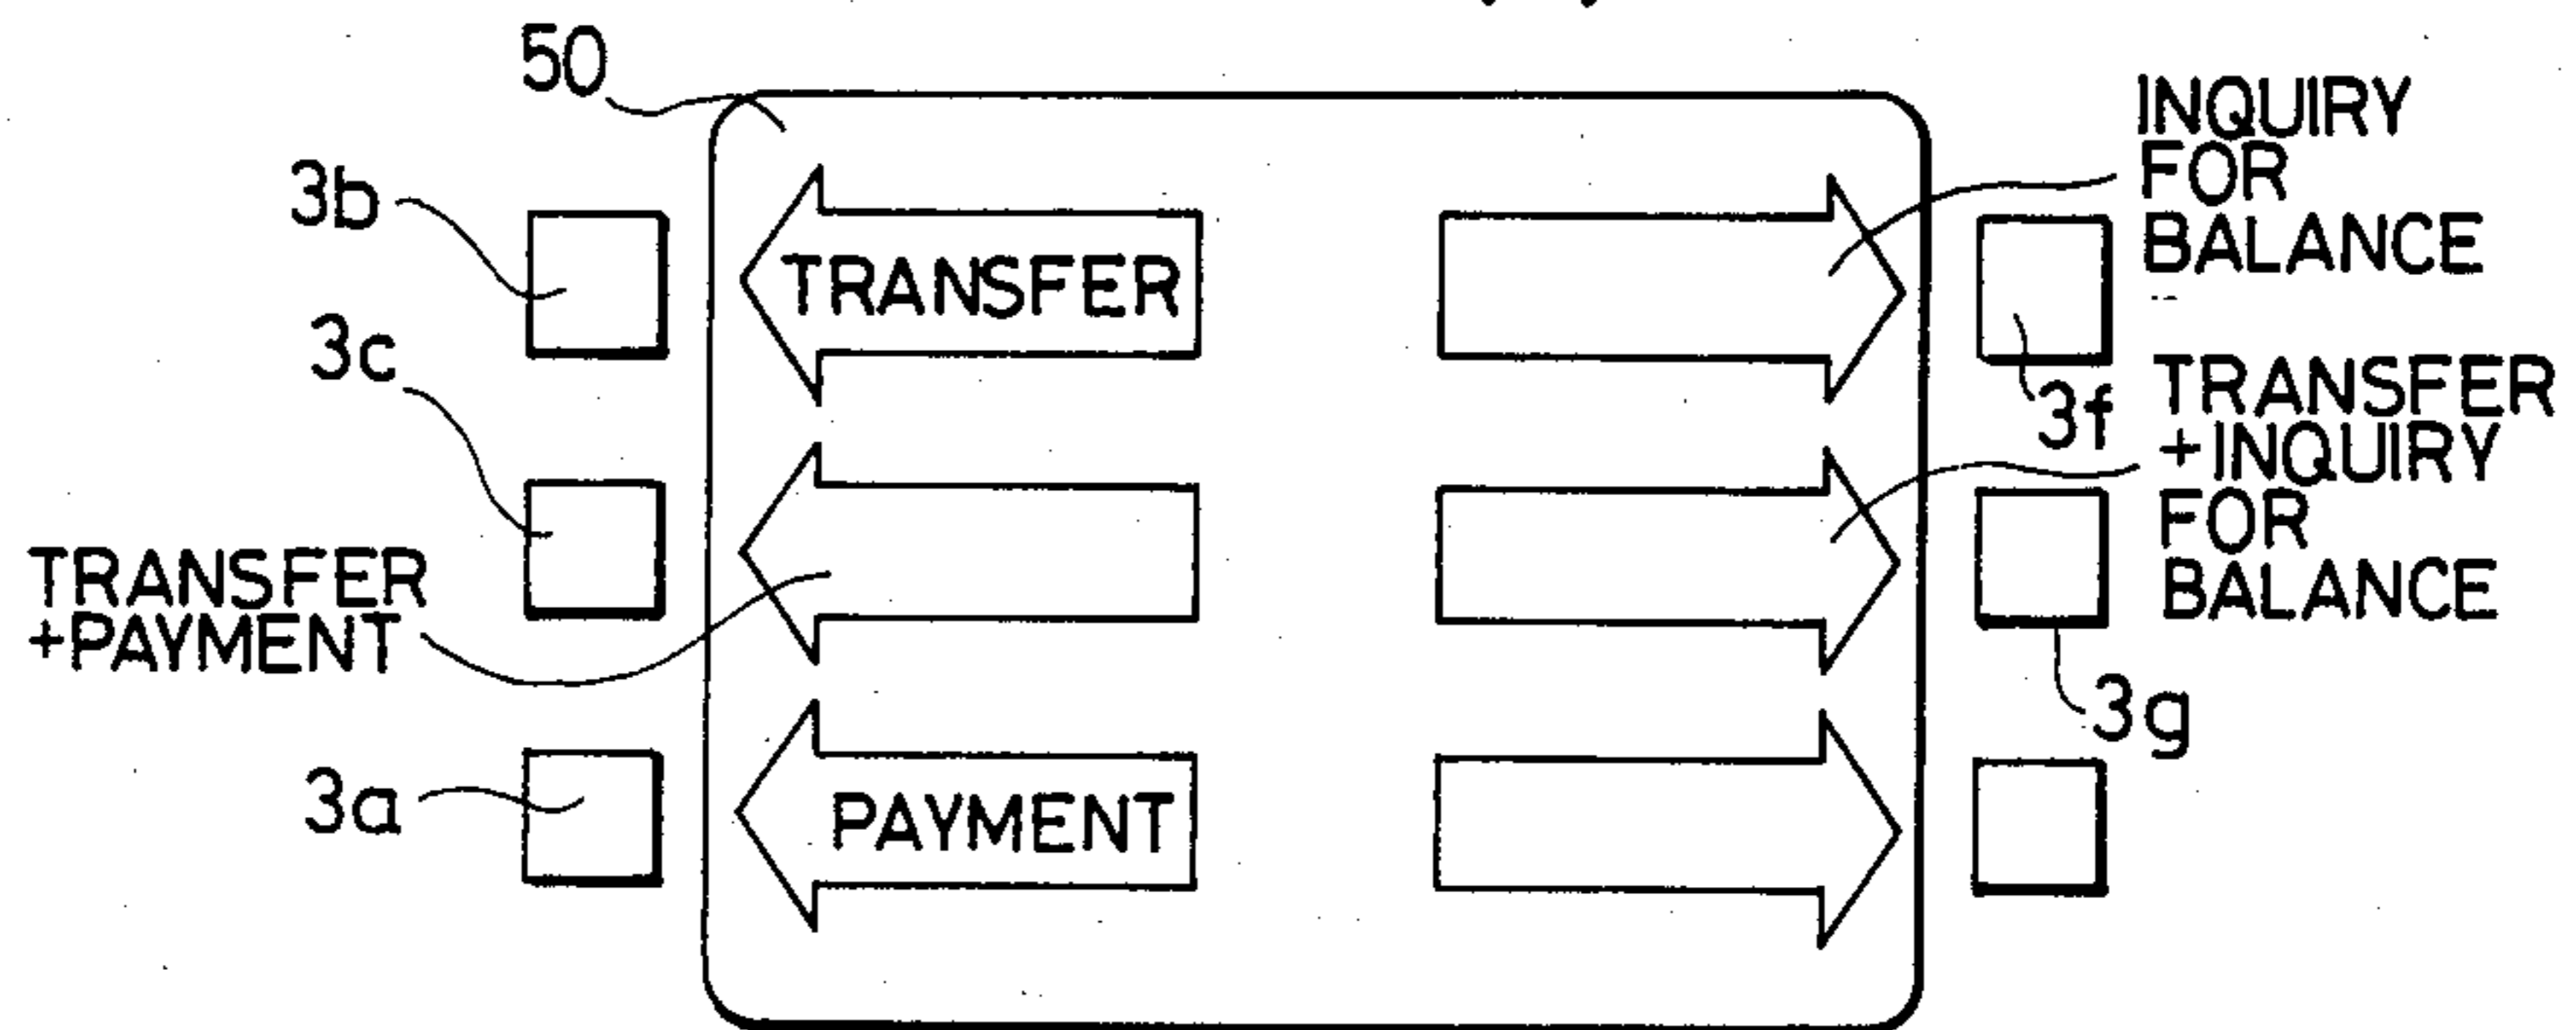 50
3b
3c
TRANSFER
+PAYMENT
3a
TRANSFER
PAYMENT
INQUIRY
FOR
BALANCE
3f
TRANSFER
+INQUIRY
FOR
BALANCE
3g